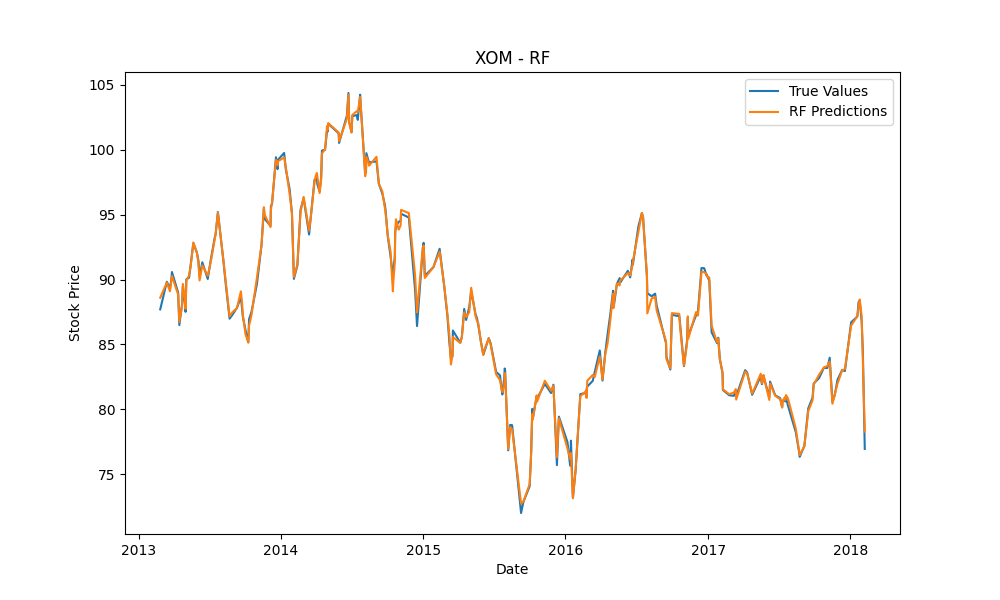 XOM - RF
True Values
RF Predictions
Stock Price
105
100
95
90
85
80
75
2013
2014
2015
2016
2017
2018
Date